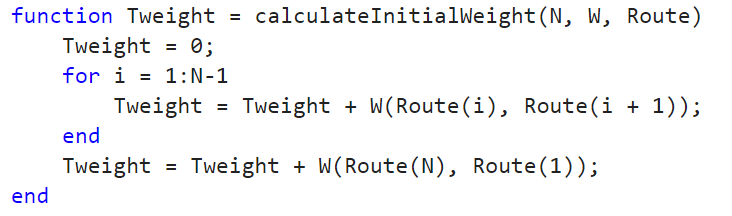 function Tweight = calculateInitialWeight(N, W, Route)
    Tweight = 0;
    for i = 1:N-1
        Tweight = Tweight + W(Route(i), Route(i + 1));
    end
    Tweight = Tweight + W(Route(N), Route(1));
end